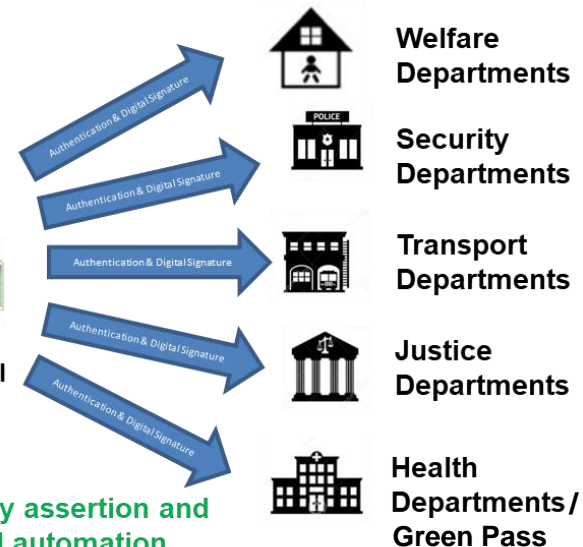 Welfare
Departments
Authentication & Digital Signature
POLICE
Security
Departments
Authentication & Digital Signature
Transport
Departments
Authentication & Digital Signature
Justice
Departments
Authentication & Digital Signature
Authentication & Digital Signature
Health
Departments/
Green Pass
assertion and
automation